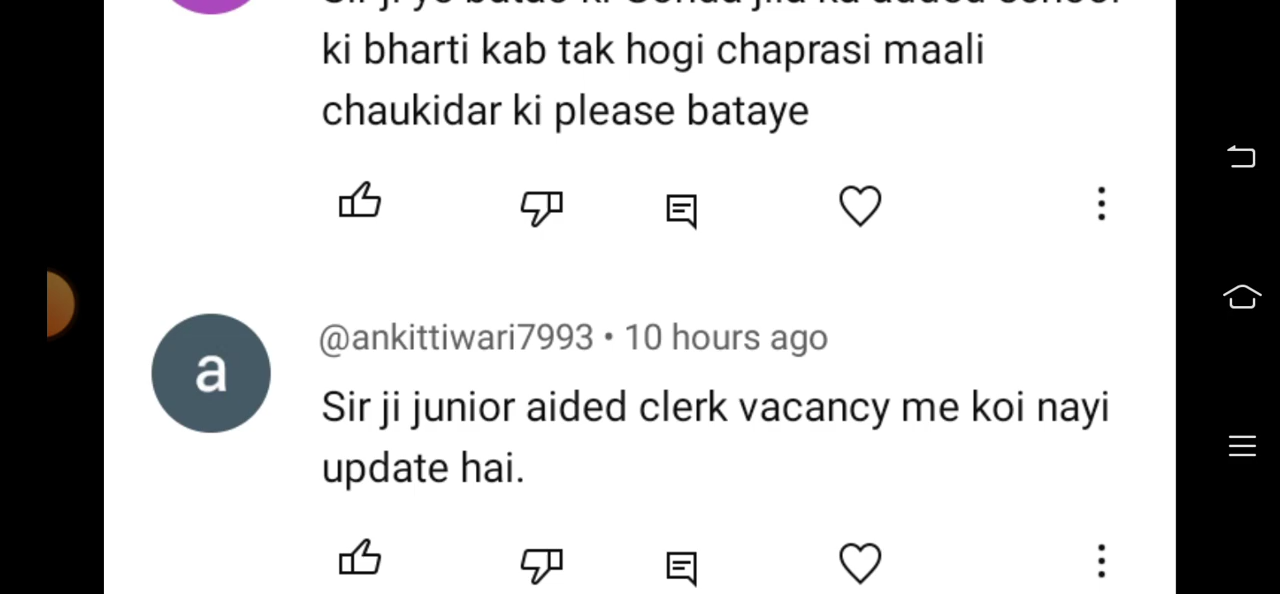 ki bharti kab tak hogi chaprasi maali
chaukidar ki please bataye
a
@ankittiwari7993 • 10 hours ago
Sir ji junior aided clerk vacancy me koi nayi
update hai.